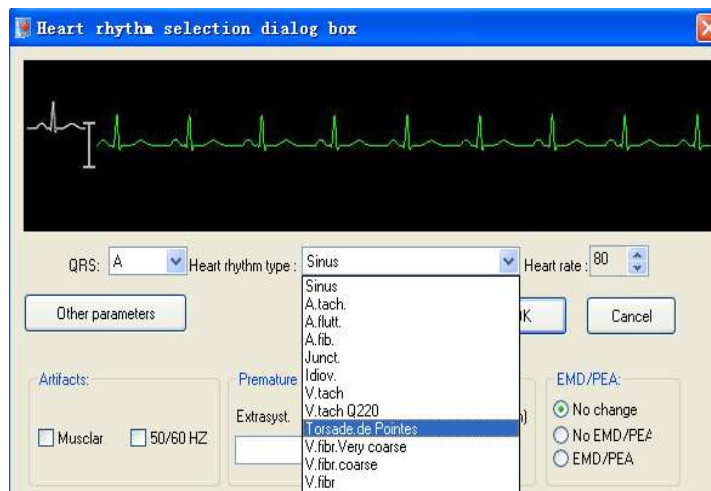 Heart rhythm selection dialog box
QRS: A Heart rhythm type : Sinus Heart rate : 80
Sinus
A.tach.
A.flutt.
A.fib.
Junct.
Idiov.
V.tach
V.tach Q220
Torsade.de Pointes
V.fibr.Very coarse
V.fibr.coarse
V.fibr
Other parameters
Cancel
Artifacts:
Musclar 50/60 HZ
Premature
Extrasyst.
EMD/PEA:
No change
No EMD/PEA
EMD/PEA